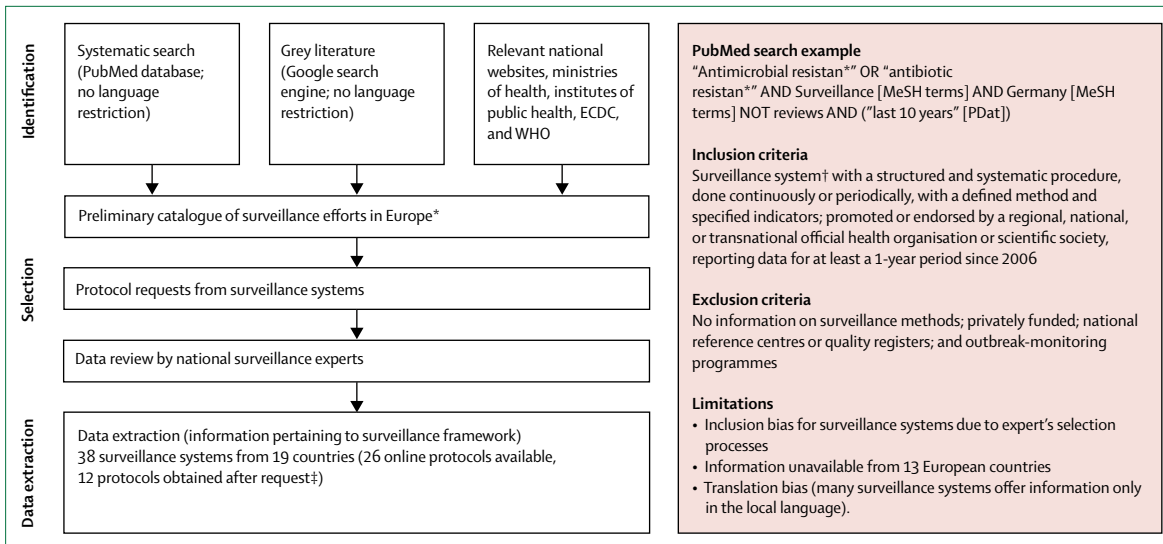 Identification
Systematic search
(PubMed database;
no language
restriction)
Grey literature
(Google search
engine; no language
restriction)
Relevant national
websites, ministries
of health, institutes of
public health, ECDC,
and WHO
Preliminary catalogue of surveillance efforts in Europe*
Selection
Protocol requests from surveillance systems
Data review by national surveillance experts
Data extraction
Data extraction (information pertaining to surveillance framework)
38 surveillance systems from 19 countries (26 online protocols available,
12 protocols obtained after request‡)
PubMed search example
“Antimicrobial resistan*” OR “antibiotic
resistan*” AND Surveillance [MeSH terms] AND Germany [MeSH
terms] NOT reviews AND (”last 10 years” [PDat])
Inclusion criteria
Surveillance system† with a structured and systematic procedure,
done continuously or periodically, with a defined method and
specified indicators; promoted or endorsed by a regional, national,
or transnational official health organisation or scientific society,
reporting data for at least a 1-year period since 2006
Exclusion criteria
No information on surveillance methods; privately funded; national
reference centres or quality registers; and outbreak-monitoring
programmes
Limitations
• Inclusion bias for surveillance systems due to expert’s selection
processes
• Information unavailable from 13 European countries
• Translation bias (many surveillance systems offer information only
in the local language).